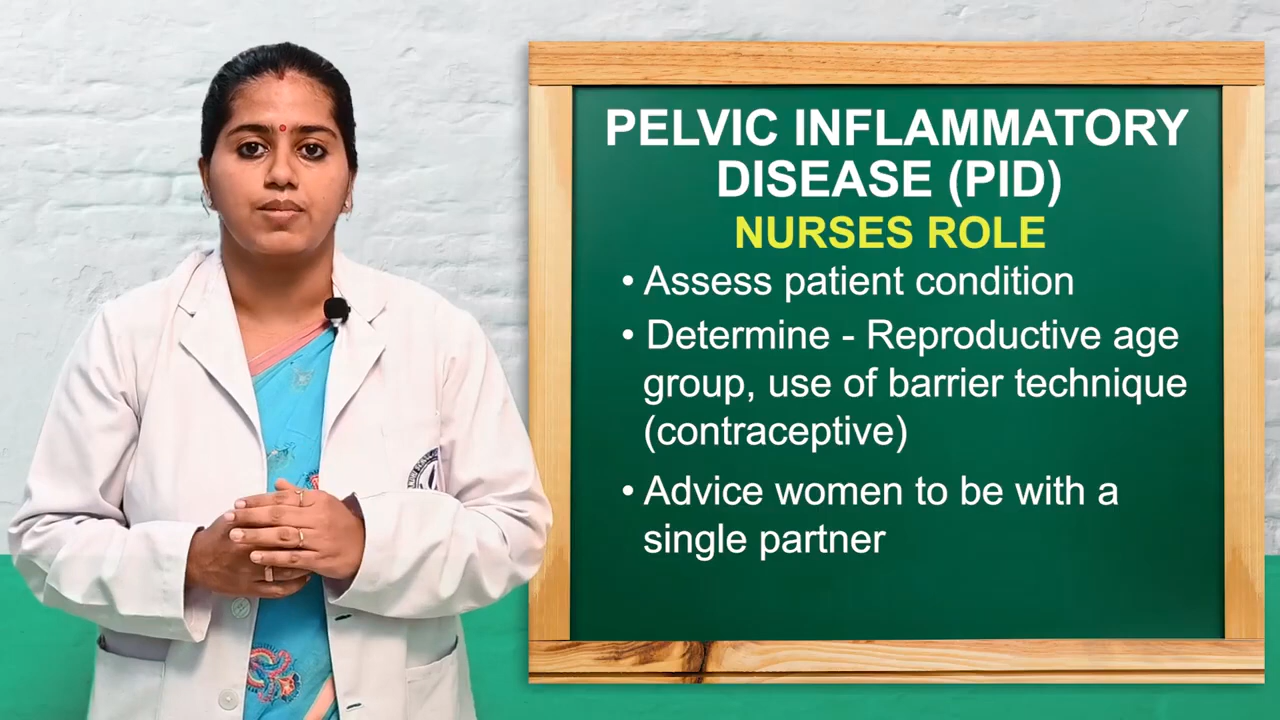 PELVIC INFLAMMATORY
DISEASE (PID)
NURSES ROLE
• Assess patient condition
• Determine - Reproductive age
group, use of barrier technique
(contraceptive)
• Advice women to be with a
single partner